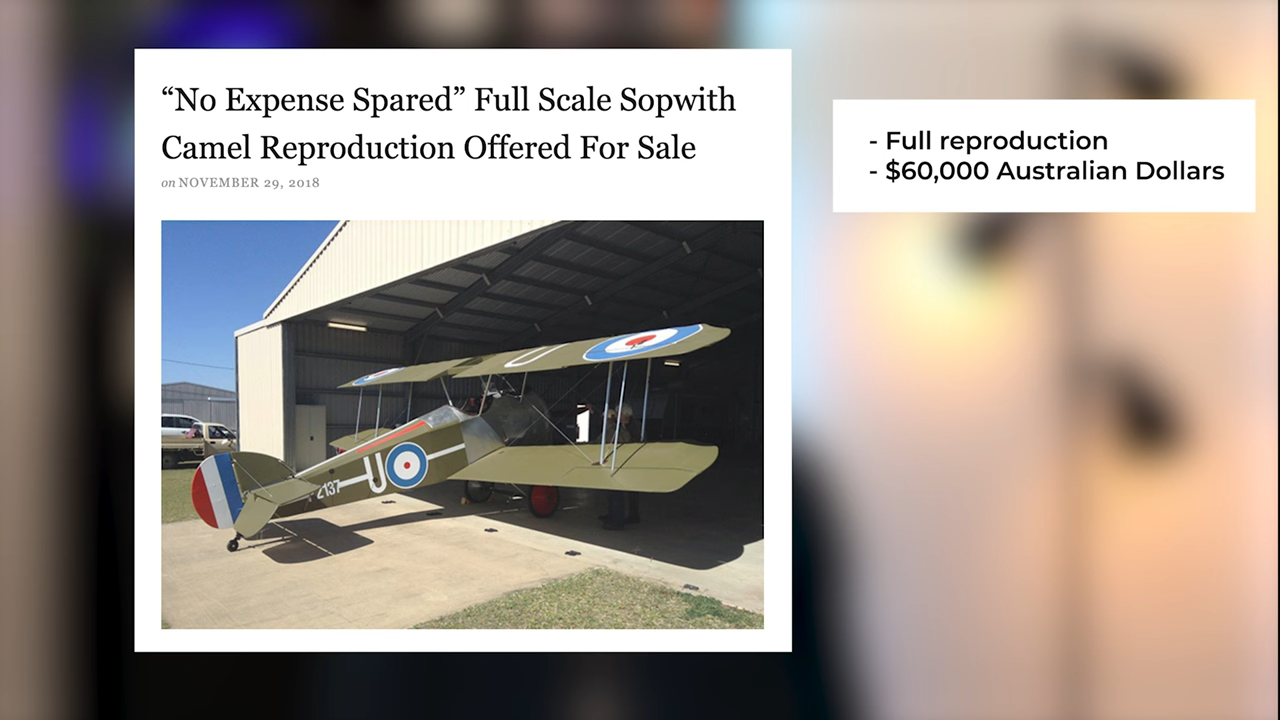 “No Expense Spared” Full Scale Sopwith
Camel Reproduction Offered For Sale
on NOVEMBER 29, 2018
- Full reproduction
- $60,000 Australian Dollars
U
U
2137